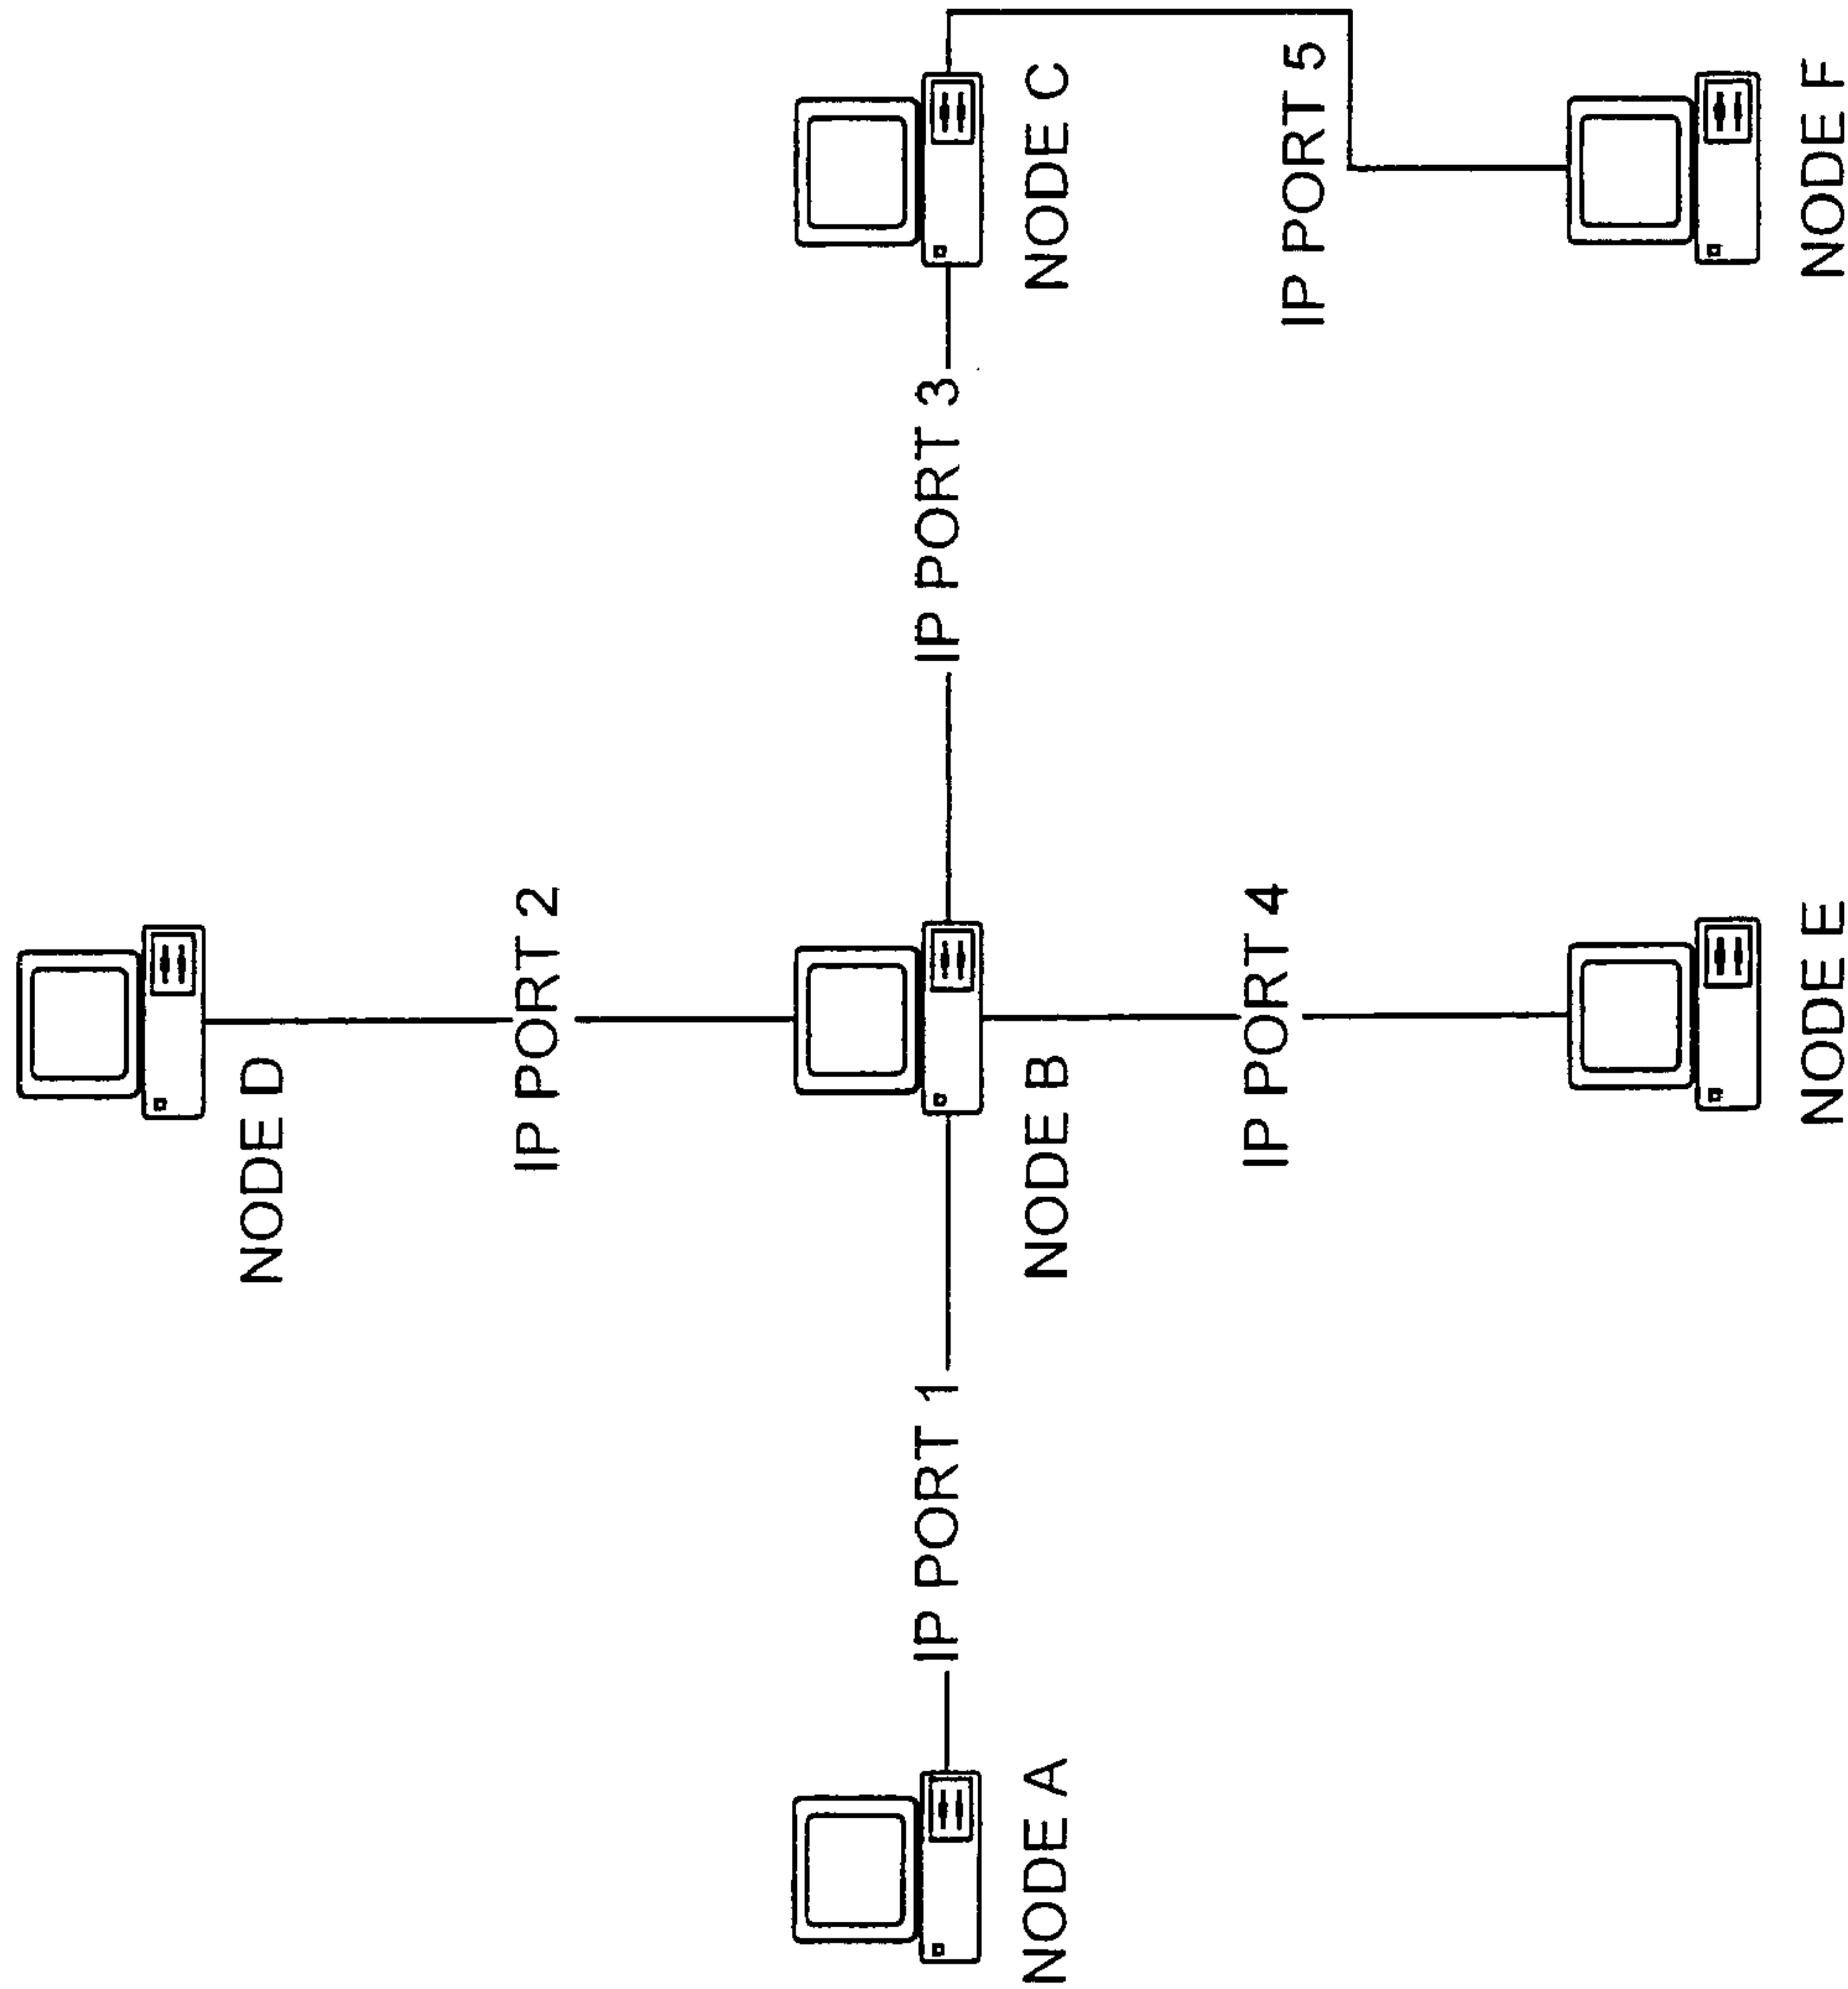 NODE D
IP PORT 2
NODE A
IP PORT 1
NODE B
IP PORT 3
NODE C
IP PORT 4
IP PORT 5
NODE E
NODE F